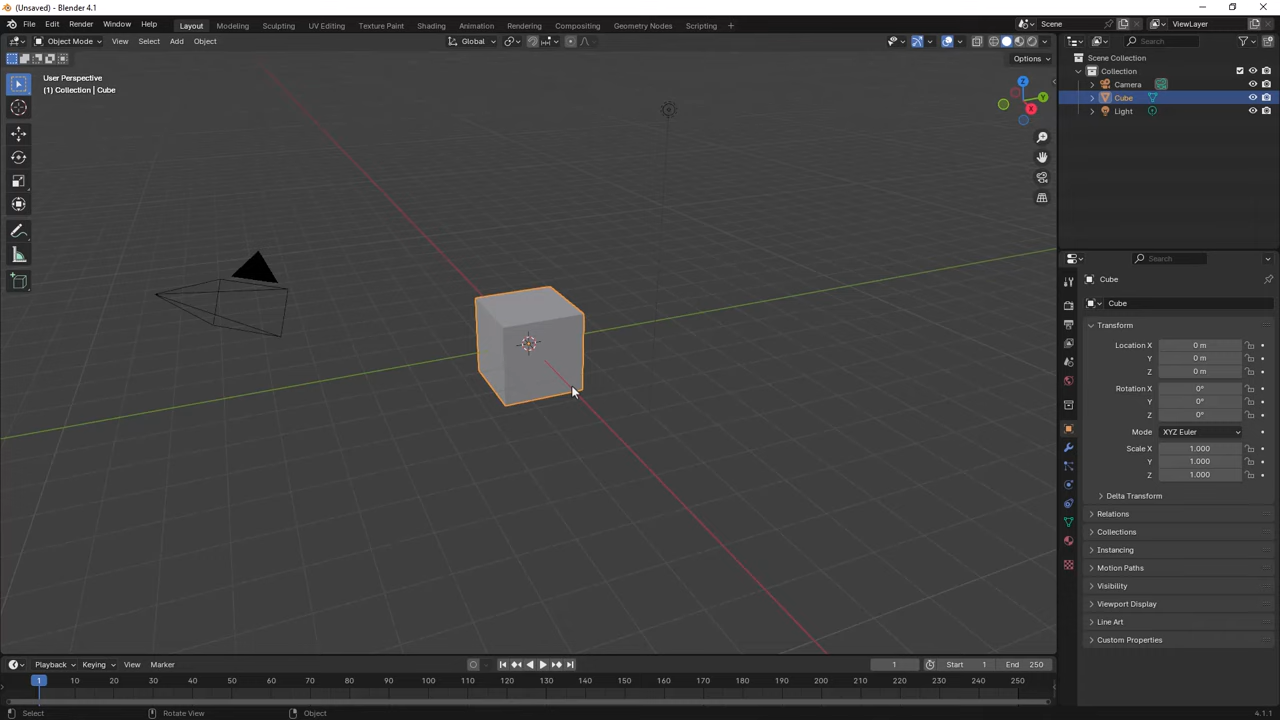 (Unsaved) - Blender 4.1
File Edit Render Window Help Layout Modeling Sculpting UV Editing Texture Paint Shading Animation Rendering Compositing Geometry Nodes Scripting + Scene ViewLayer
Object Mode View Select Add Object Global Search
Options
User Perspective
(1) Collection | Cube
Z
Y
X
Scene Collection
Collection
Camera
Cube
Light
Search
Cube
Cube
Transform
Location X 0 m
Y 0 m
Z 0 m
Rotation X 0°
Y 0°
Z 0°
Mode XYZ Euler
Scale X 1.000
Y 1.000
Z 1.000
Delta Transform
Relations
Collections
Instancing
Motion Paths
Visibility
Viewport Display
Line Art
Custom Properties
Playback Keying View Marker 1 Start 1 End 250
1 10 20 30 40 50 60 70 80 90 100 110 120 130 140 150 160 170 180 190 200 210 220 230 240 250
Select Rotate View Object 4.1.1